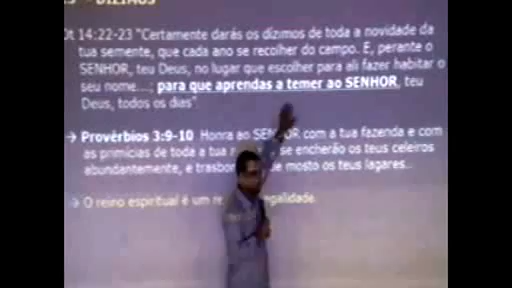 DÍZIMOS
Dt 14:22-23 "Certamente darás os dízimos de toda a novidade da
tua semente, que cada ano se recolher do campo. E, perante o
SENHOR, teu Deus, no lugar que escolher para ali fazer habitar o
seu nome...; para que aprendas a temer ao SENHOR, teu
Deus, todos os dias".
→ Provérbios 3:9-10 Honra ao SENHOR com a tua fazenda e com
as primícias de toda a tua se encherão os teus celeiros
abundantemente, e de mosto os teus lagares.
→ O reino espiritual é um legalidade.